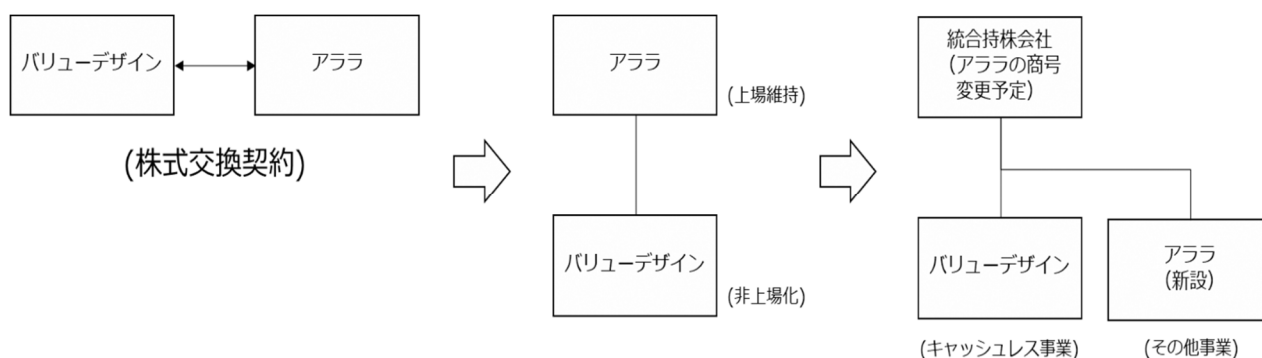 バリューデザイン
アララ
(株式交換契約)
アララ
(上場維持)
バリューデザイン
(非上場化)
統合持株会社
(アララの商号
変更予定)
バリューデザイン
(キャッシュレス事業)
アララ
(新設)
(その他事業)